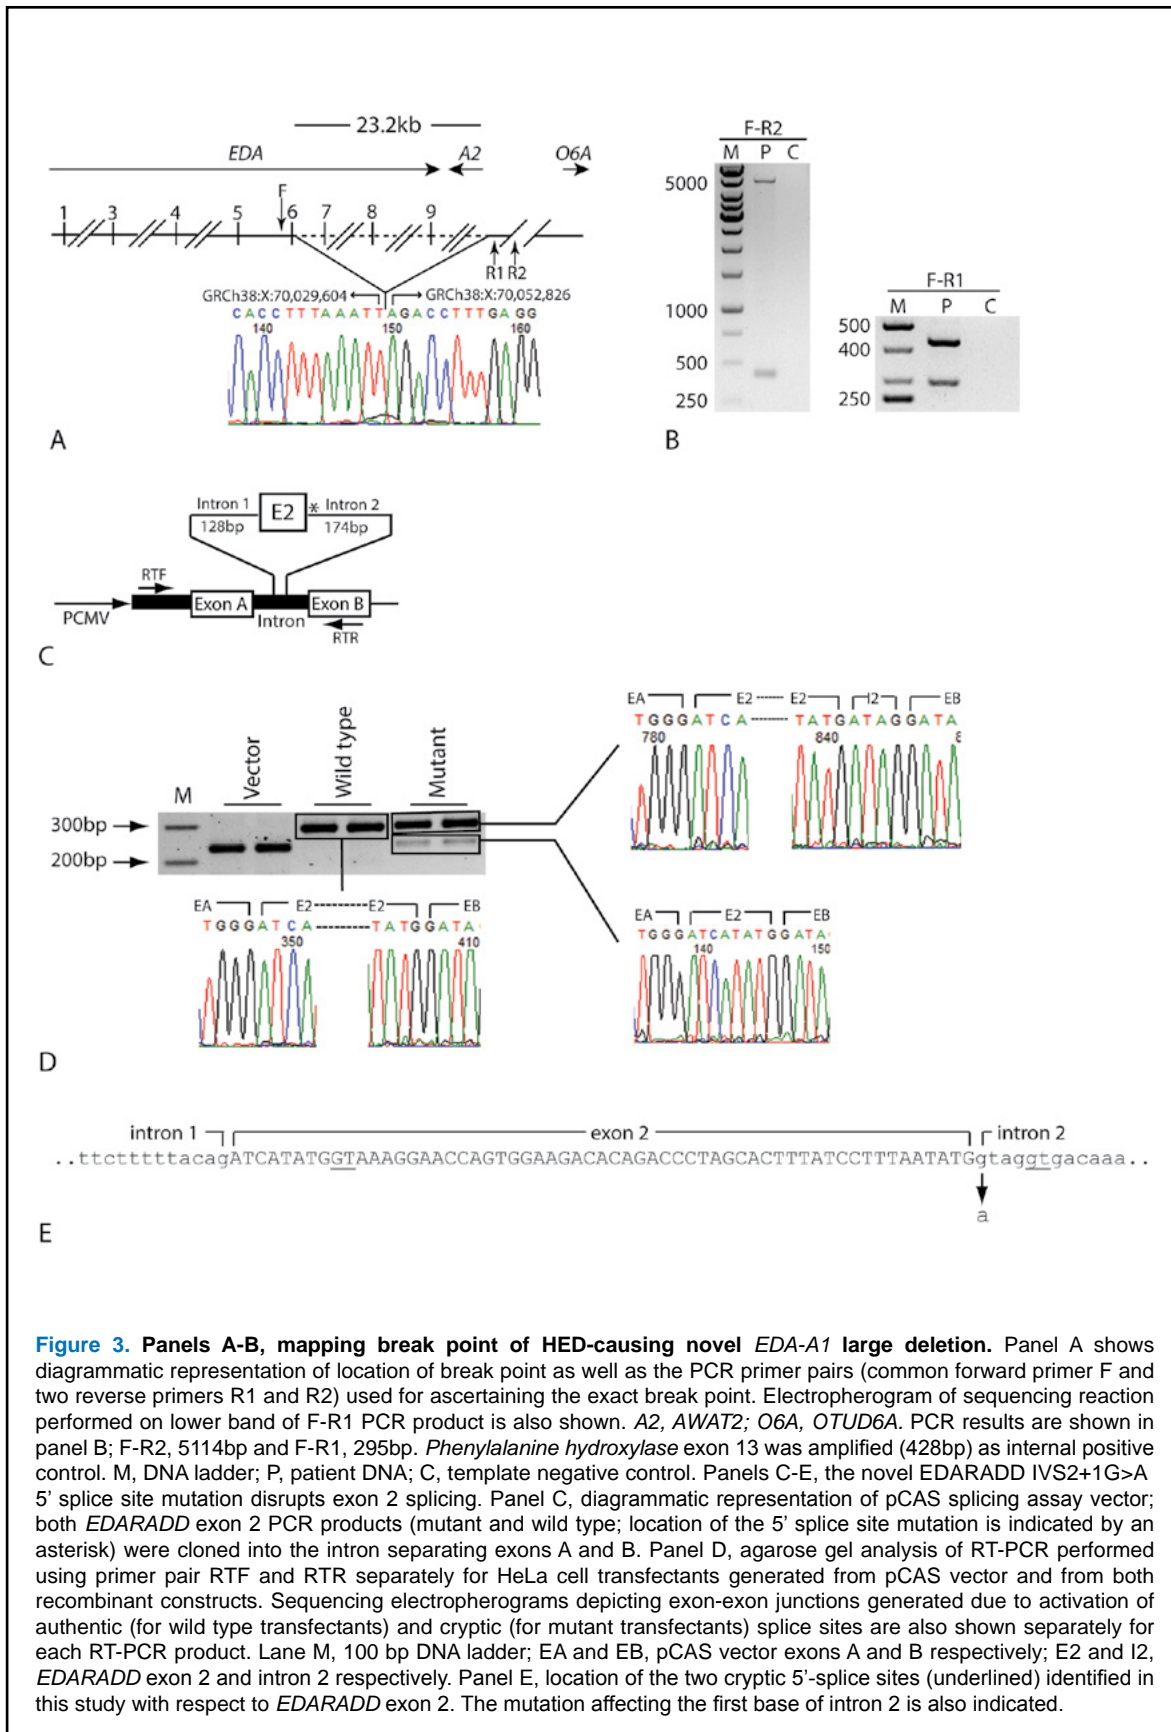 23.2kb
EDA A2 O6A
F
1 3 4 5 6 7 8 9
R1 R2
GRCh38:X:70,029,604 GRCh38:X:70,052,826
C A C C T T T A A A T T A G A C C T T T G A G G
140 150 160
A
F-R2
M P C
5000
1000
500
250
F-R1
M P C
500
400
250
B
Intron 1 E2 * Intron 2
128bp 174bp
RTF
PCMV Exon A Intron Exon B
RTR
C
M Vector Wild type Mutant
300bp
200bp
EA E2 E2 I2 EB
T G G G A T C A T A T G A T A G G A T A
780 840 8
EA E2 E2 EB
T G G G A T C A T A T G G A T A
350 410
EA E2 EB
T G G G A T C A T A T G G A T A
140 150
D
intron 1 exon 2 intron 2
..ttctttttacagATCATATGGTAAAGGAACCAGTGGAAGACACAGACCCTAGCACTTTATCCTTTAATATGgtaggtgacaaa..
a
E
Figure 3. Panels A-B, mapping break point of HED-causing novel EDA-A1 large deletion. Panel A shows
diagrammatic representation of location of break point as well as the PCR primer pairs (common forward primer F and
two reverse primers R1 and R2) used for ascertaining the exact break point. Electropherogram of sequencing reaction
performed on lower band of F-R1 PCR product is also shown. A2, AWAT2; O6A, OTUD6A. PCR results are shown in
panel B; F-R2, 5114bp and F-R1, 295bp. Phenylalanine hydroxylase exon 13 was amplified (428bp) as internal positive
control. M, DNA ladder; P, patient DNA; C, template negative control. Panels C-E, the novel EDARADD IVS2+1G>A
5' splice site mutation disrupts exon 2 splicing. Panel C, diagrammatic representation of pCAS splicing assay vector;
both EDARADD exon 2 PCR products (mutant and wild type; location of the 5' splice site mutation is indicated by an
asterisk) were cloned into the intron separating exons A and B. Panel D, agarose gel analysis of RT-PCR performed
using primer pair RTF and RTR separately for HeLa cell transfectants generated from pCAS vector and from both
recombinant constructs. Sequencing electropherograms depicting exon-exon junctions generated due to activation of
authentic (for wild type transfectants) and cryptic (for mutant transfectants) splice sites are also shown separately for
each RT-PCR product. Lane M, 100 bp DNA ladder; EA and EB, pCAS vector exons A and B respectively; E2 and I2,
EDARADD exon 2 and intron 2 respectively. Panel E, location of the two cryptic 5'-splice sites (underlined) identified in
this study with respect to EDARADD exon 2. The mutation affecting the first base of intron 2 is also indicated.